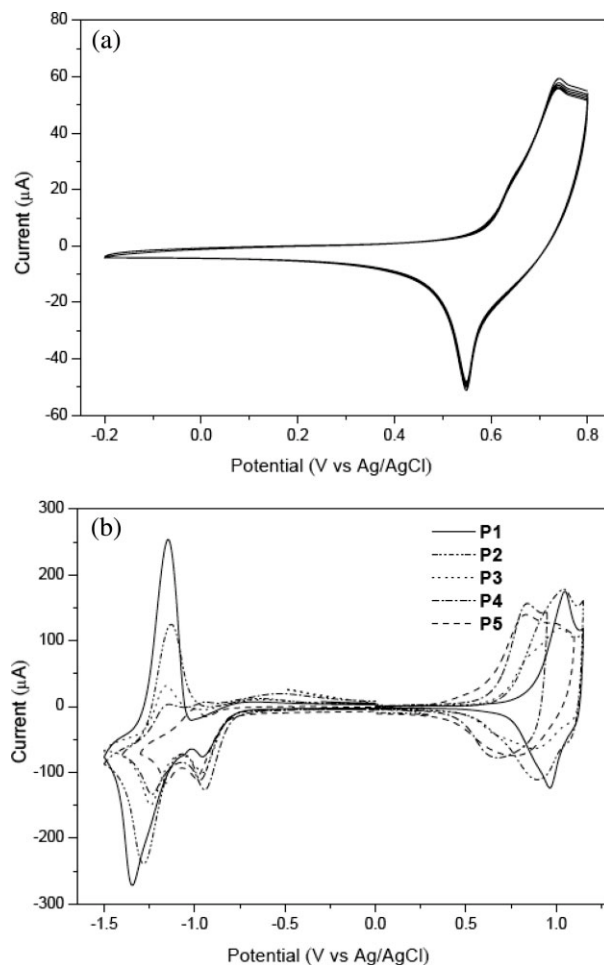 (a)
80
60
40
20
0
-20
-40
-60
Current (μA)
-0.2 0.0 0.2 0.4 0.6 0.8
Potential (V vs Ag/AgCl)
(b)
300
200
100
0
-100
-200
-300
Current (μA)
P1
P2
P3
P4
P5
-1.5 -1.0 -0.5 0.0 0.5 1.0
Potential (V vs Ag/AgCl)